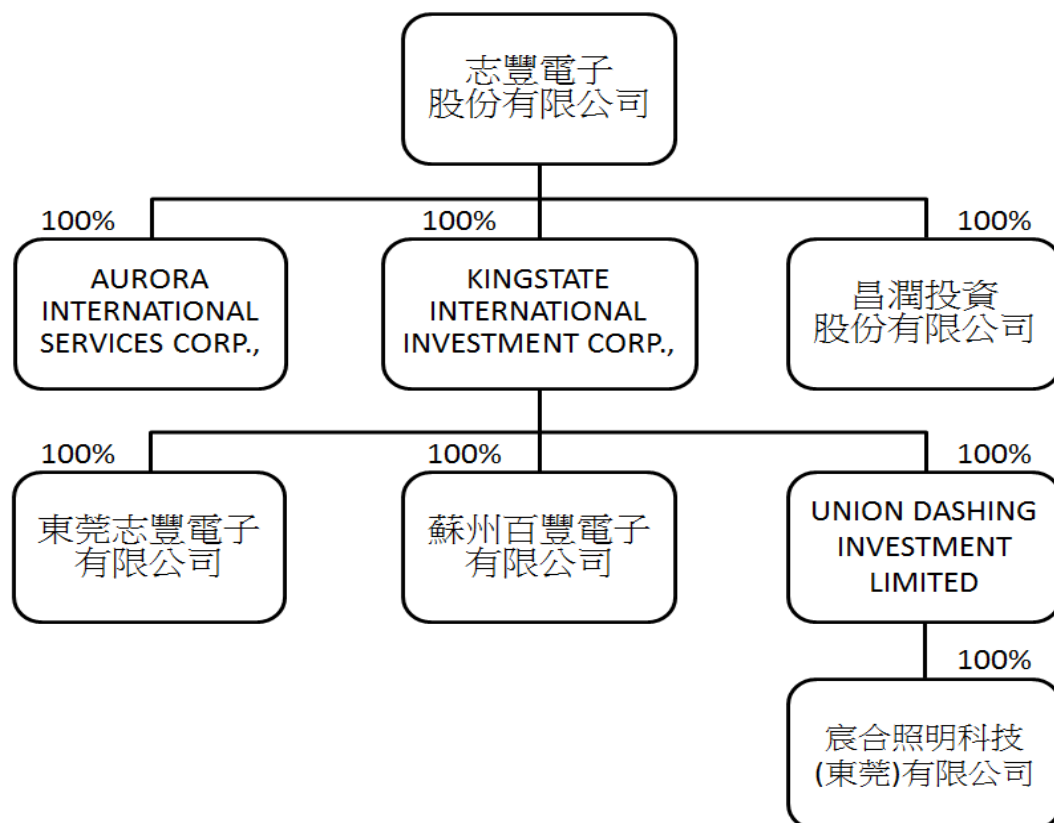 志豐電子
股份有限公司
100%
100%
100%
AURORA
INTERNATIONAL
SERVICES CORP.,
KINGSTATE
INTERNATIONAL
INVESTMENT CORP.,
昌潤投資
股份有限公司
100%
100%
100%
東莞志豐電子
有限公司
蘇州百豐電子
有限公司
UNION DASHING
INVESTMENT
LIMITED
100%
宸合照明科技
(東莞)有限公司